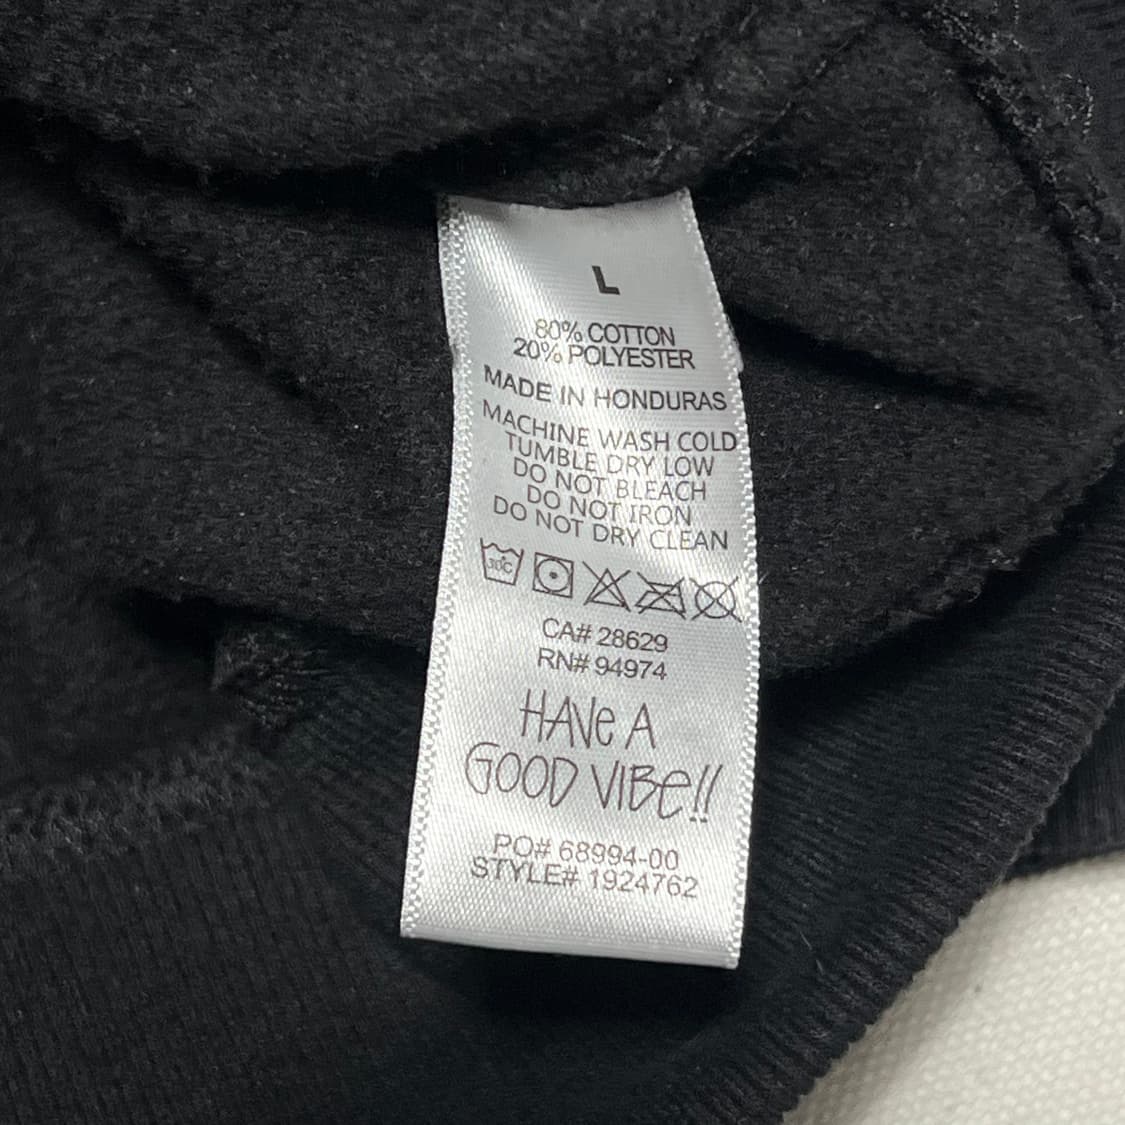 L
80% COTTON
20% POLYESTER
MADE IN HONDURAS
MACHINE WASH COLD
TUMBLE DRY LOW
DO NOT BLEACH
DO NOT IRON
DO NOT DRY CLEAN
30°C
CA# 28629
RN# 94974
HAVe A
GOOD VIBe!!
PO# 68994-00
STYLE# 1924762